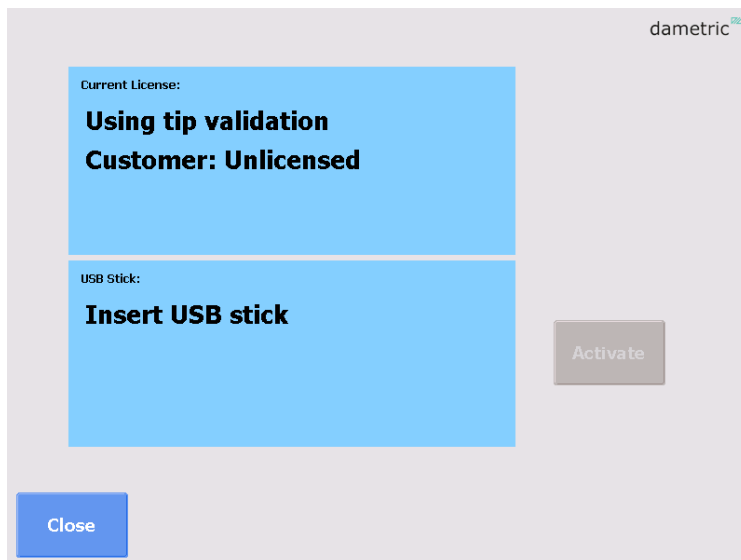 dametric
Current License:
Using tip validation
Customer: Unlicensed
USB Stick:
Insert USB stick
Activate
Close